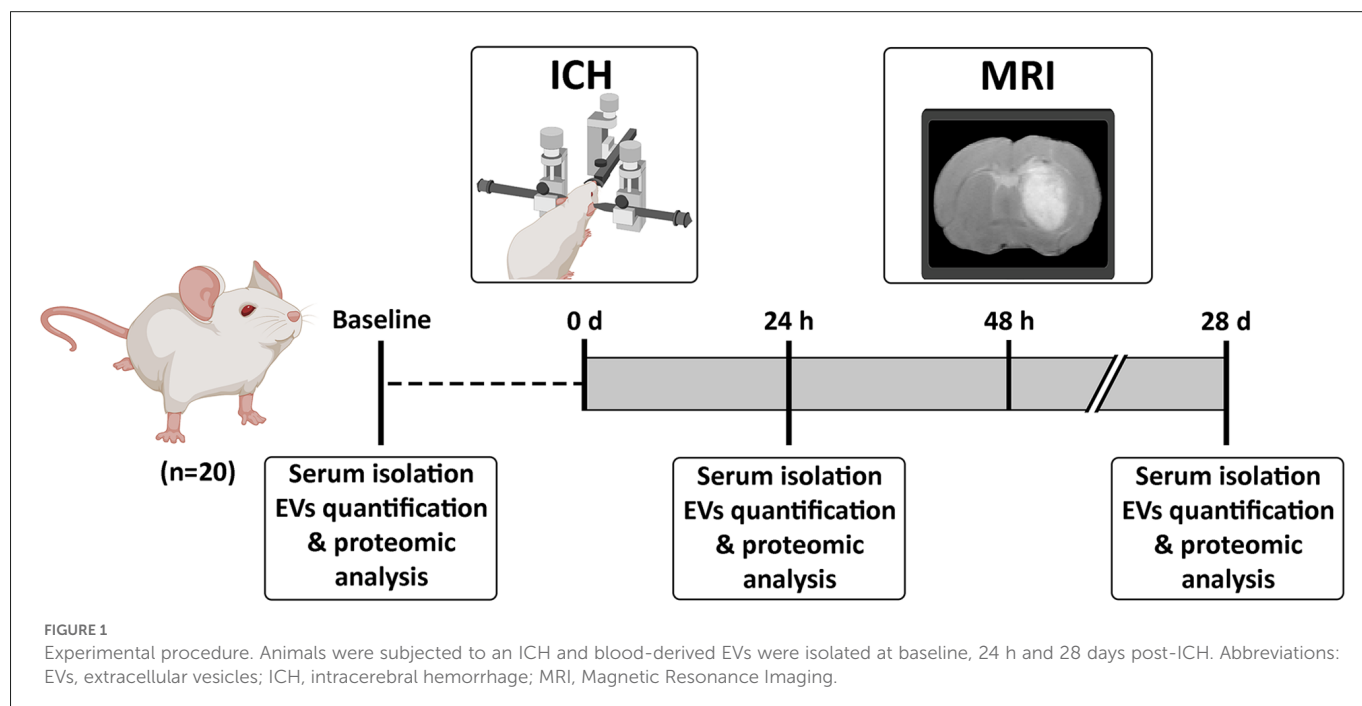 ICH
MRI
Baseline
0 d
24 h
48 h
28 d
(n=20)
Serum isolation
EVs quantification
& proteomic
analysis
Serum isolation
EVs quantification
& proteomic
analysis
Serum isolation
EVs quantification
& proteomic
analysis
FIGURE 1
Experimental procedure. Animals were subjected to an ICH and blood-derived EVs were isolated at baseline, 24 h and 28 days post-ICH. Abbreviations:
EVs, extracellular vesicles; ICH, intracerebral hemorrhage; MRI, Magnetic Resonance Imaging.